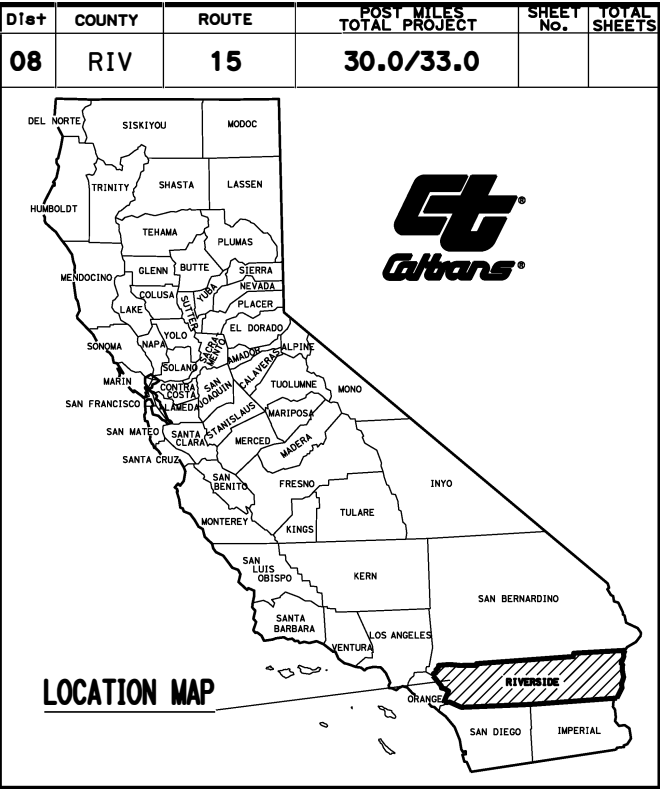 Dist COUNTY ROUTE POST MILES TOTAL PROJECT SHEET No. TOTAL SHEETS
08 RIV 15 30.0/33.0
DEL NORTE
SISKIYOU
MODOC
TRINITY
SHASTA
LASSEN
HUMBOLDT
TEHAMA
PLUMAS
MENDOCINO
GLENN
BUTTE
SIERRA
NEVADA
YUBA
COLUSA
PLACER
SUTTER
LAKE
EL DORADO
YOLO
SONOMA
NAPA
SACRA
MENTO
ALPINE
AMADOR
SOLANO
CALAVERAS
MARIN
CONTRA
COSTA
SAN
JOAQUIN
TUOLUMNE
MONO
SAN FRANCISCO
ALAMEDA
STANISLAUS
MARIPOSA
SAN MATEO
SANTA
CLARA
MERCED
MADERA
SANTA CRUZ
SAN
BENITO
FRESNO
INYO
TULARE
MONTEREY
KINGS
SAN
LUIS
OBISPO
KERN
SAN BERNARDINO
SANTA
BARBARA
VENTURA
LOS ANGELES
RIVERSIDE
ORANGE
SAN DIEGO
IMPERIAL
LOCATION MAP
Ct ®
Caltrans ®